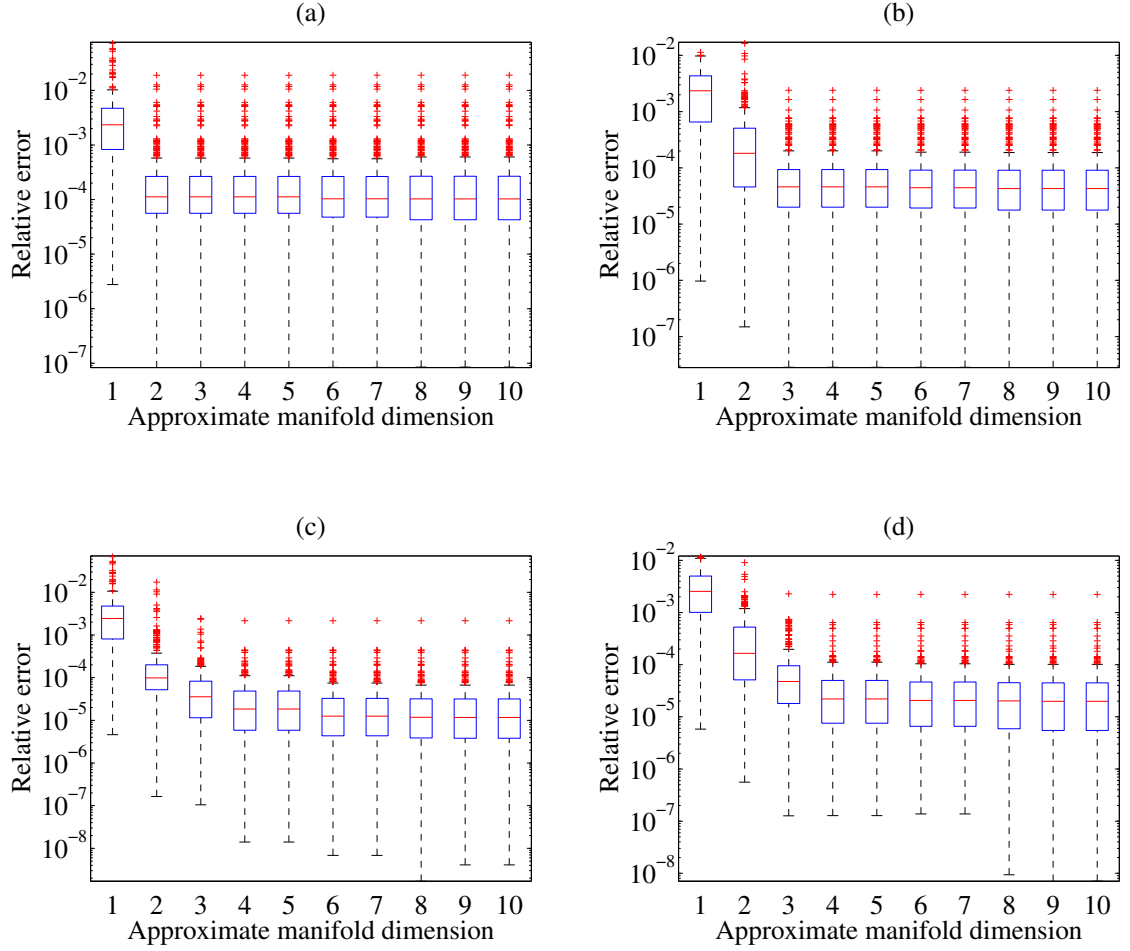 (a)
10⁻²
10⁻³
10⁻⁴
10⁻⁵
10⁻⁶
10⁻⁷
Relative error
1 2 3 4 5 6 7 8 9 10
Approximate manifold dimension
(b)
10⁻²
10⁻³
10⁻⁴
10⁻⁵
10⁻⁶
10⁻⁷
Relative error
1 2 3 4 5 6 7 8 9 10
Approximate manifold dimension
(c)
10⁻²
10⁻³
10⁻⁴
10⁻⁵
10⁻⁶
10⁻⁷
10⁻⁸
Relative error
1 2 3 4 5 6 7 8 9 10
Approximate manifold dimension
(d)
10⁻²
10⁻³
10⁻⁴
10⁻⁵
10⁻⁶
10⁻⁷
10⁻⁸
Relative error
1 2 3 4 5 6 7 8 9 10
Approximate manifold dimension